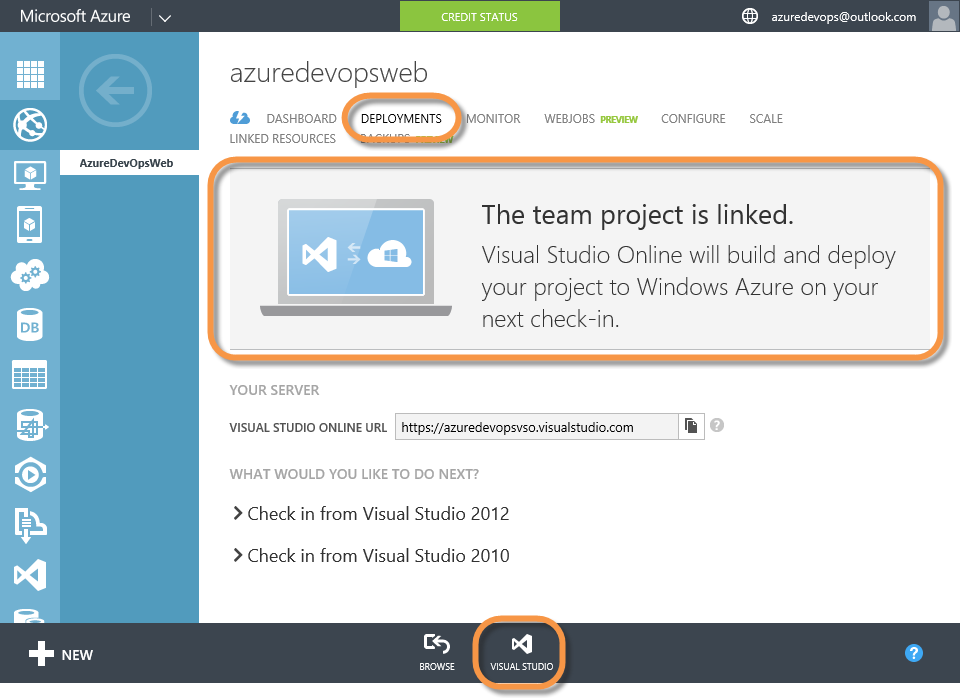 Microsoft Azure
CREDIT STATUS
azuredevops@outlook.com
azuredevopsweb
DASHBOARD DEPLOYMENTS MONITOR WEBJOBS PREVIEW CONFIGURE SCALE
LINKED RESOURCES BACKUPS PREVIEW
AzureDevOpsWeb
The team project is linked.
Visual Studio Online will build and deploy
your project to Windows Azure on your
next check-in.
DB
YOUR SERVER
VISUAL STUDIO ONLINE URL https://azuredevopsvso.visualstudio.com ?
WHAT WOULD YOU LIKE TO DO NEXT?
Check in from Visual Studio 2012
Check in from Visual Studio 2010
NEW
BROWSE
VISUAL STUDIO
?